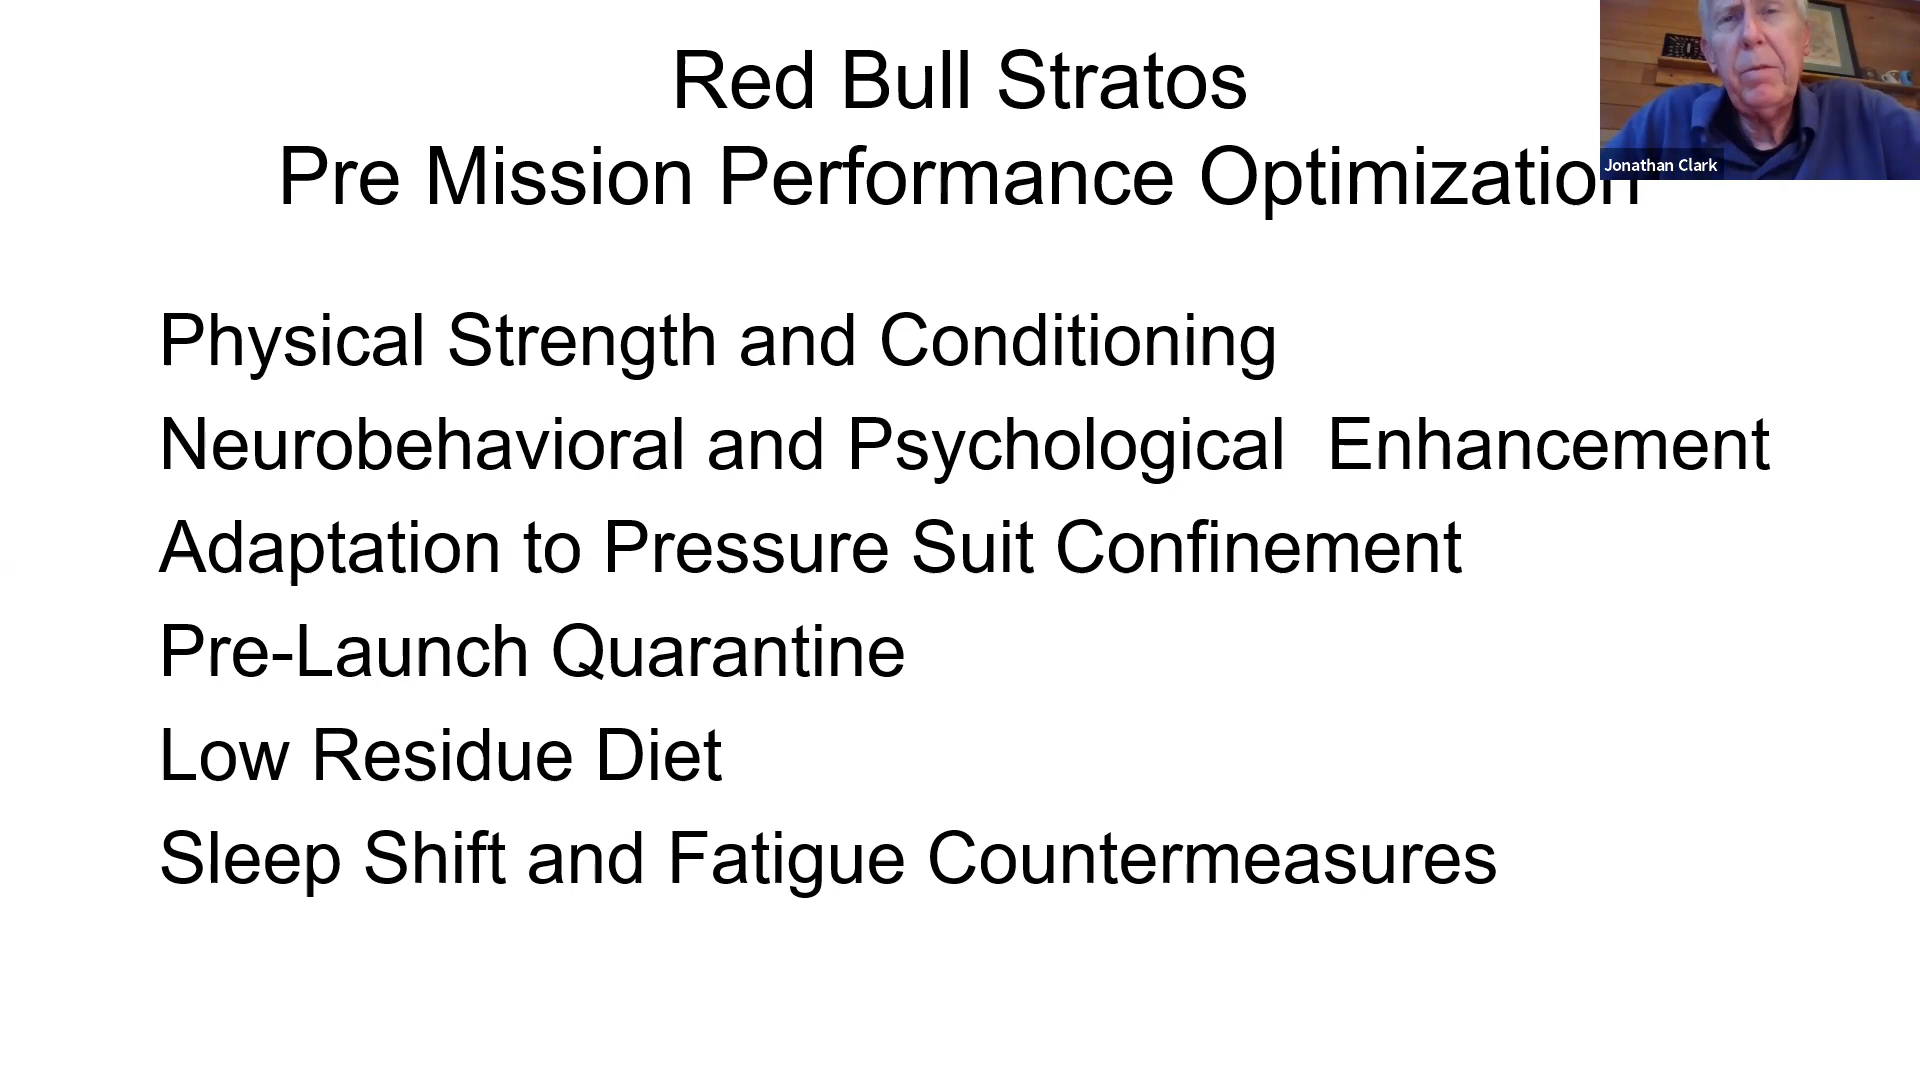 Red Bull Stratos
Pre Mission Performance Optimization
Jonathan Clark
Physical Strength and Conditioning
Neurobehavioral and Psychological  Enhancement
Adaptation to Pressure Suit Confinement
Pre-Launch Quarantine
Low Residue Diet
Sleep Shift and Fatigue Countermeasures